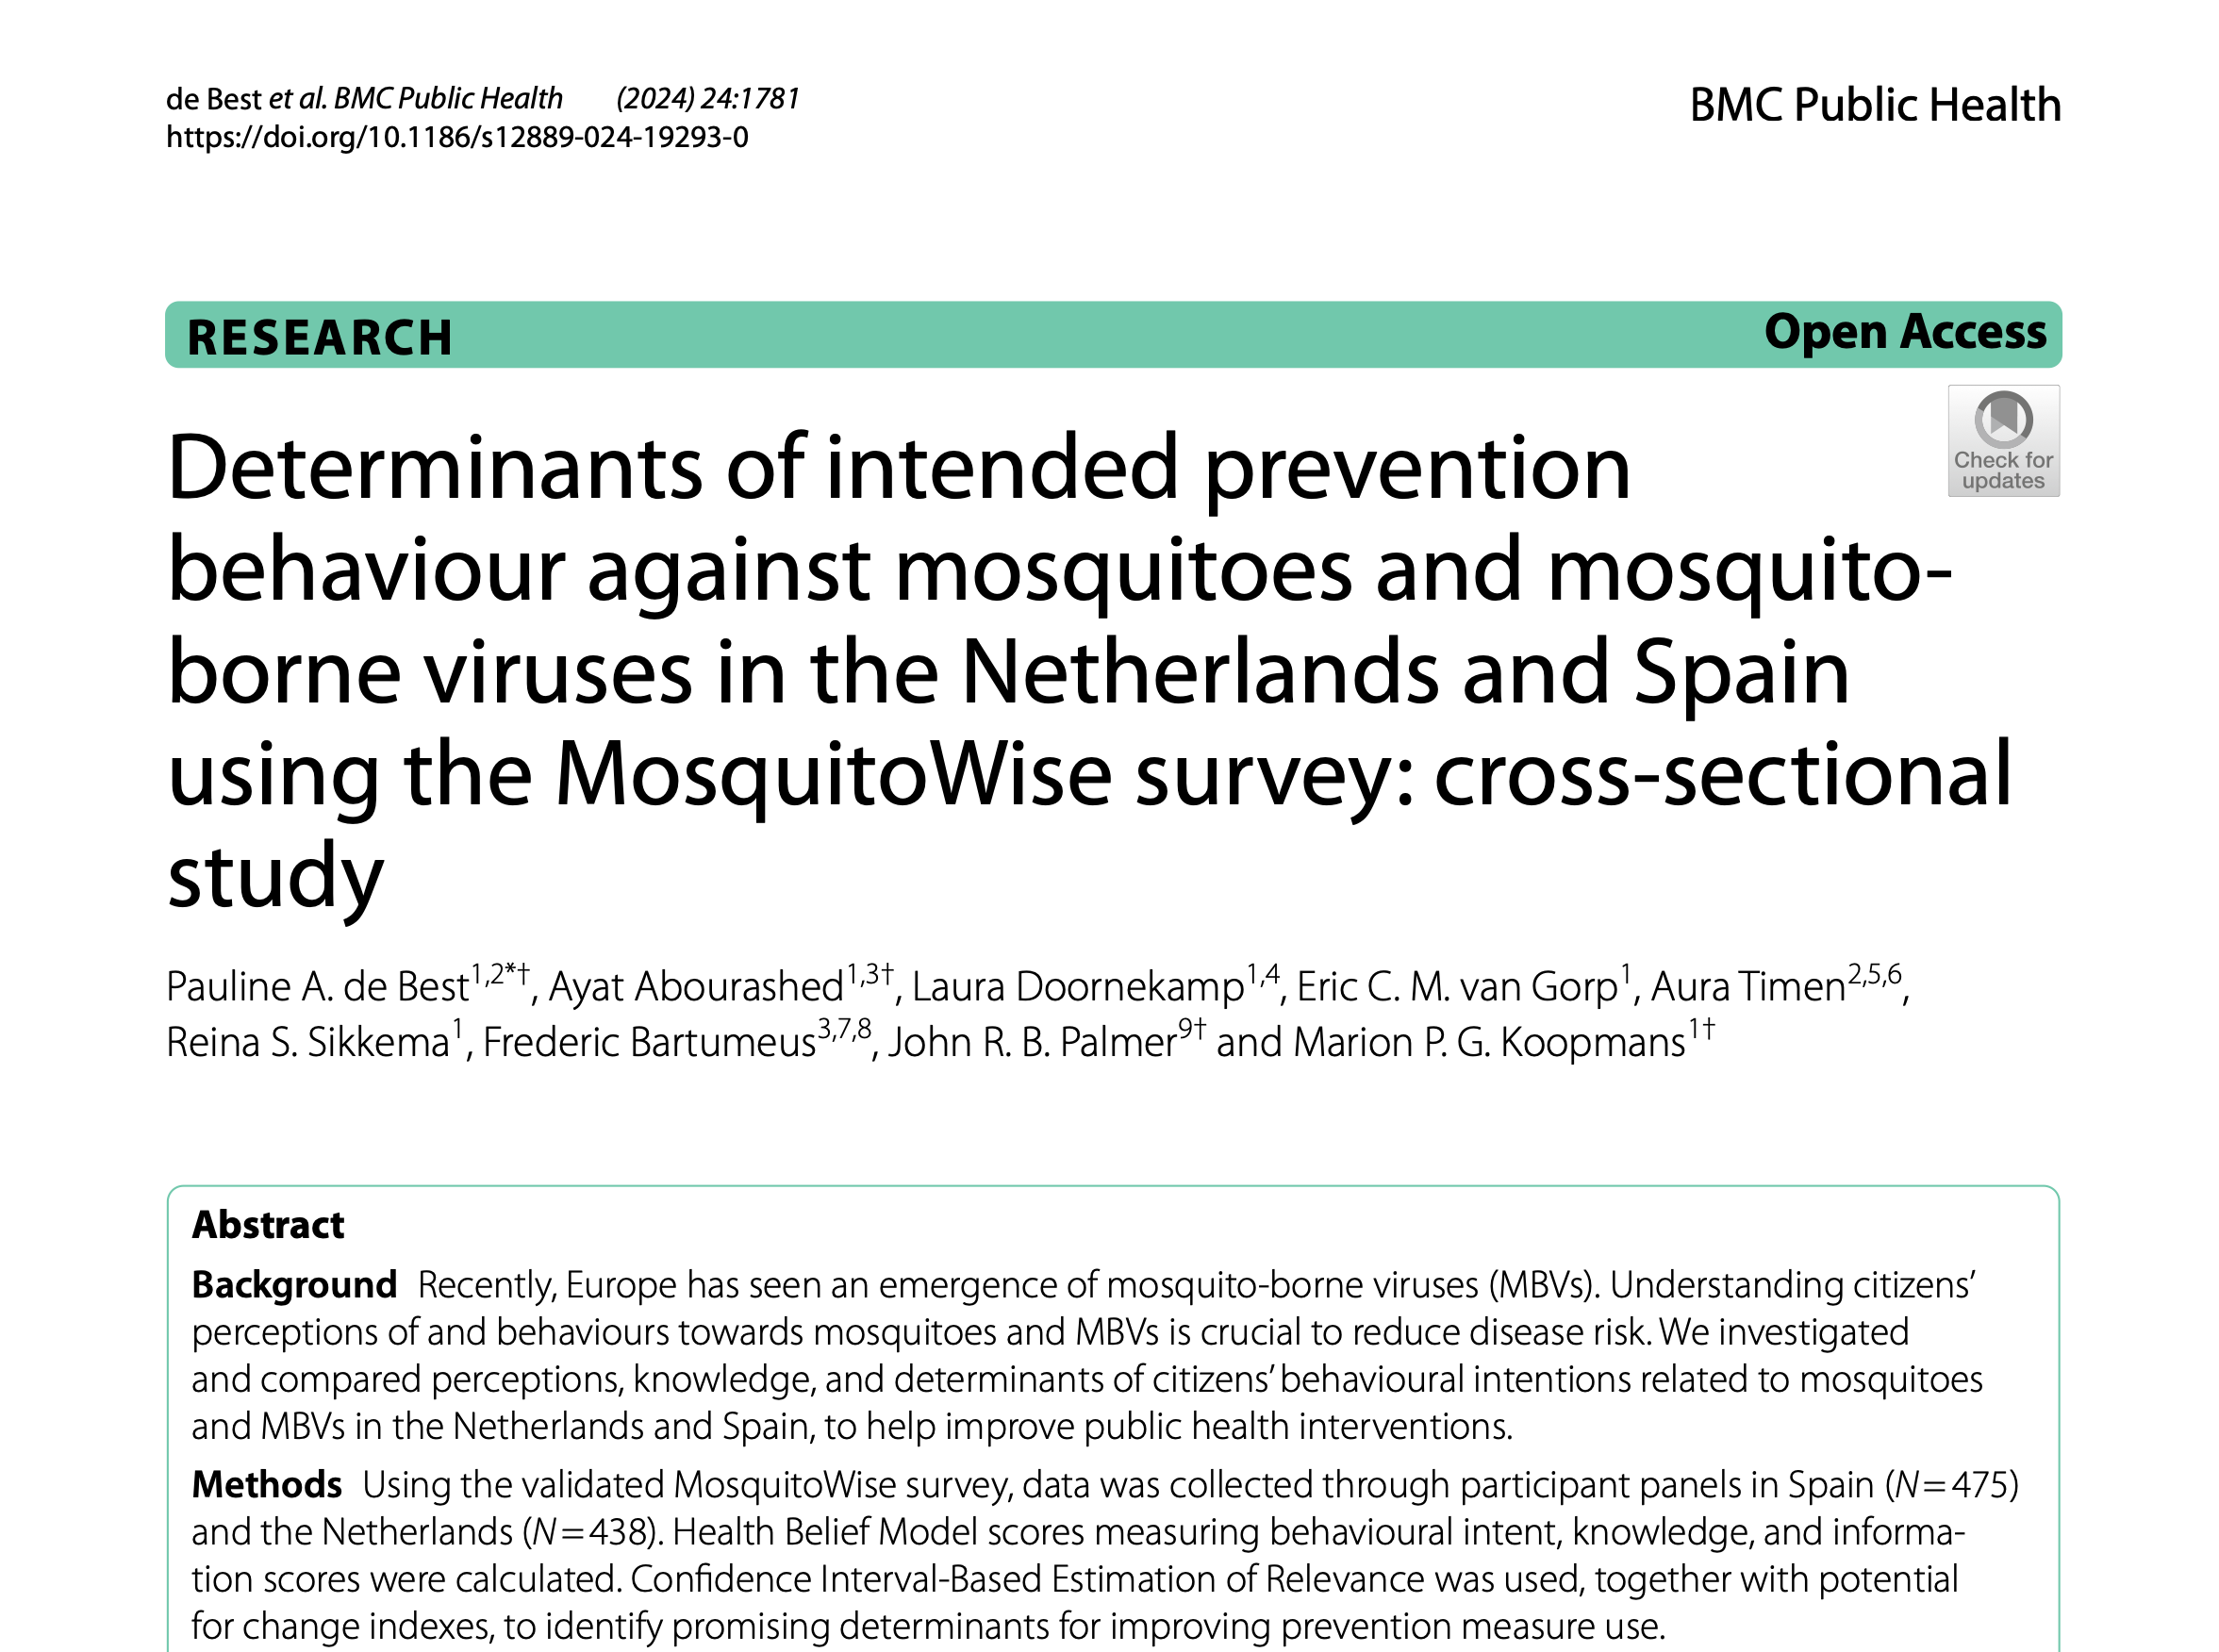 de Best et al. BMC Public Health (2024) 24:1781
https://doi.org/10.1186/s12889-024-19293-0
BMC Public Health
RESEARCH
Open Access
Check for
updates
Determinants of intended prevention
behaviour against mosquitoes and mosquito-
borne viruses in the Netherlands and Spain
using the MosquitoWise survey: cross-sectional
study
Pauline A. de Best1,2*†, Ayat Abourashed1,3†, Laura Doornekamp1,4, Eric C. M. van Gorp1, Aura Timen2,5,6,
Reina S. Sikkema1, Frederic Bartumeus3,7,8, John R. B. Palmer9† and Marion P. G. Koopmans1†
Abstract
Background Recently, Europe has seen an emergence of mosquito-borne viruses (MBVs). Understanding citizens’
perceptions of and behaviours towards mosquitoes and MBVs is crucial to reduce disease risk. We investigated
and compared perceptions, knowledge, and determinants of citizens’ behavioural intentions related to mosquitoes
and MBVs in the Netherlands and Spain, to help improve public health interventions.
Methods Using the validated MosquitoWise survey, data was collected through participant panels in Spain (N=475)
and the Netherlands (N=438). Health Belief Model scores measuring behavioural intent, knowledge, and informa-
tion scores were calculated. Confidence Interval-Based Estimation of Relevance was used, together with potential
for change indexes, to identify promising determinants for improving prevention measure use.